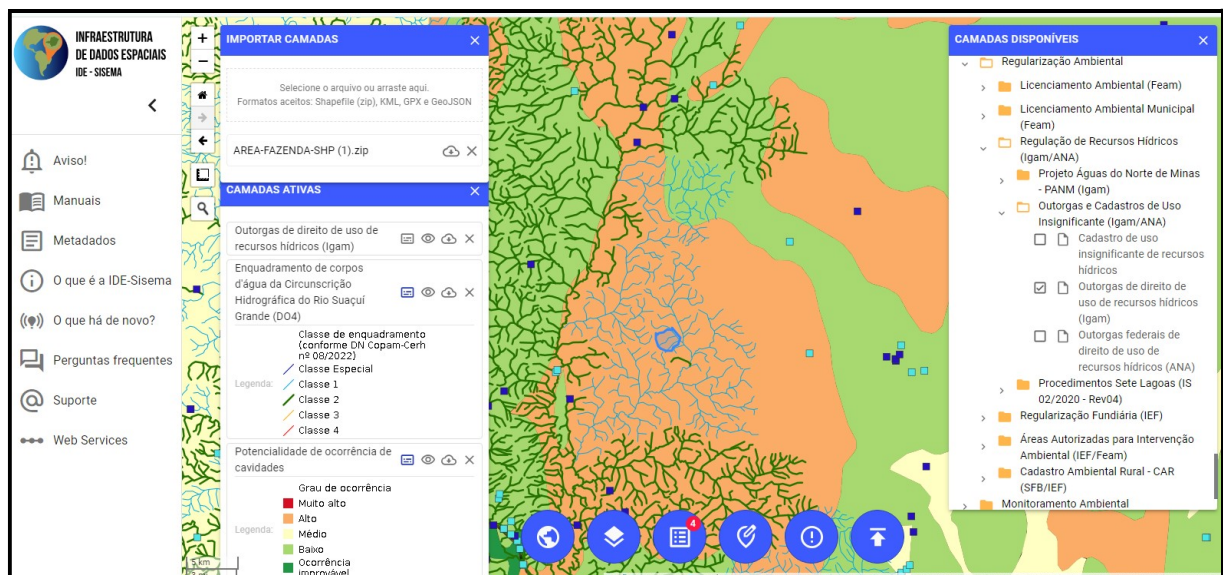 INFRAESTRUTURA
DE DADOS ESPACIAIS
IDE - SISEMA
Aviso!
Manuais
Metadados
O que é a IDE-Sisema
O que há de novo?
Perguntas frequentes
Suporte
Web Services
+
−
IMPORTAR CAMADAS
Selecione o arquivo ou arraste aqui.
Formatos aceitos: Shapefile (zip), KML, GPX e GeoJSON
AREA-FAZENDA-SHP (1).zip
CAMADAS ATIVAS
Outorgas de direito de uso de
recursos hídricos (Igam)
Enquadramento de corpos
d'água da Circunscrição
Hidrográfica do Rio Suaçuí
Grande (DO4)
Classe de enquadramento
(conforme DN Copam-Cerh
nº 08/2022)
Classe Especial
Legenda: Classe 1
Classe 2
Classe 3
Classe 4
Potencialidade de ocorrência de
cavidades
Grau de ocorrência
Muito alto
Alto
Legenda: Médio
Baixo
Ocorrência
improvável
5 km
4
CAMADAS DISPONÍVEIS
Regularização Ambiental
Licenciamento Ambiental (Feam)
Licenciamento Ambiental Municipal
(Feam)
Regulação de Recursos Hídricos
(Igam/ANA)
Projeto Águas do Norte de Minas
- PANM (Igam)
Outorgas e Cadastros de Uso
Insignificante (Igam/ANA)
Cadastro de uso
insignificante de recursos
hídricos
Outorgas de direito de
uso de recursos hídricos
(Igam)
Outorgas federais de
direito de uso de
recursos hídricos (ANA)
Procedimentos Sete Lagoas (IS
02/2020 - Rev04)
Regularização Fundiária (IEF)
Áreas Autorizadas para Intervenção
Ambiental (IEF/Feam)
Cadastro Ambiental Rural - CAR
(SFB/IEF)
Monitoramento Ambiental